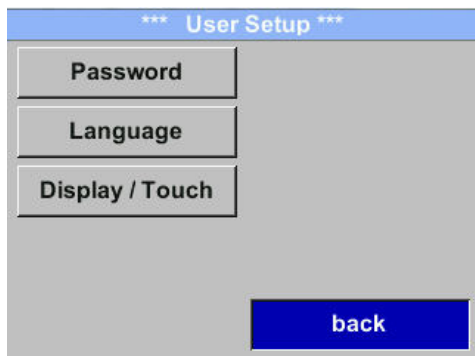 *** User Setup ***
Password
Language
Display / Touch
back